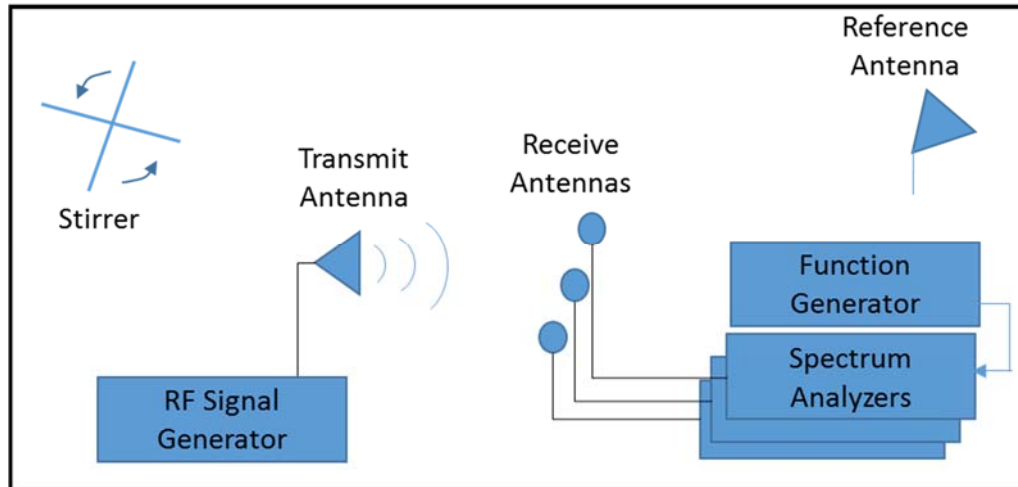 Reference
Antenna
Transmit
Antenna
Receive
Antennas
Stirrer
Function
Generator
Spectrum
Analyzers
RF Signal
Generator